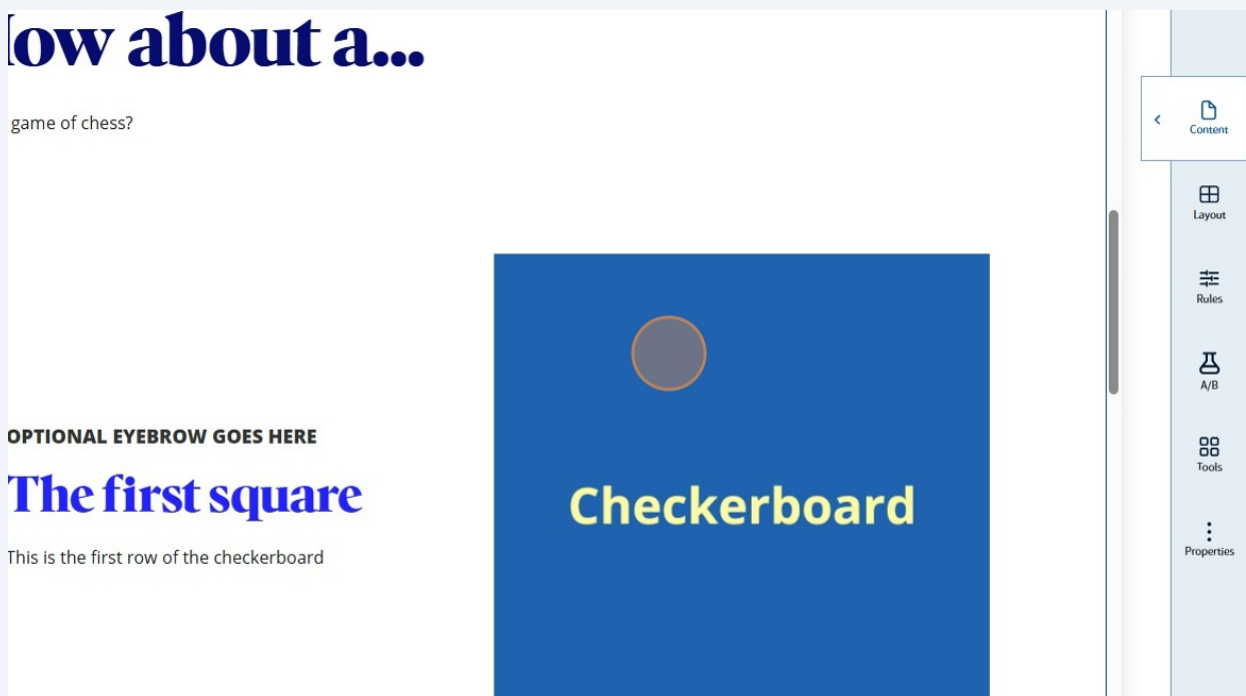 ow about a...
game of chess?
OPTIONAL EYEBROW GOES HERE
The first square
This is the first row of the checkerboard
Checkerboard
Content
Layout
Rules
A/B
Tools
Properties